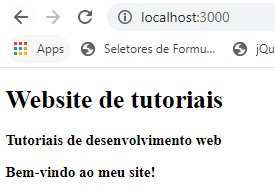 localhost:3000
Apps
Seletores de Formu...
jQu
Website de tutoriais
Tutoriais de desenvolvimento web
Bem-vindo ao meu site!